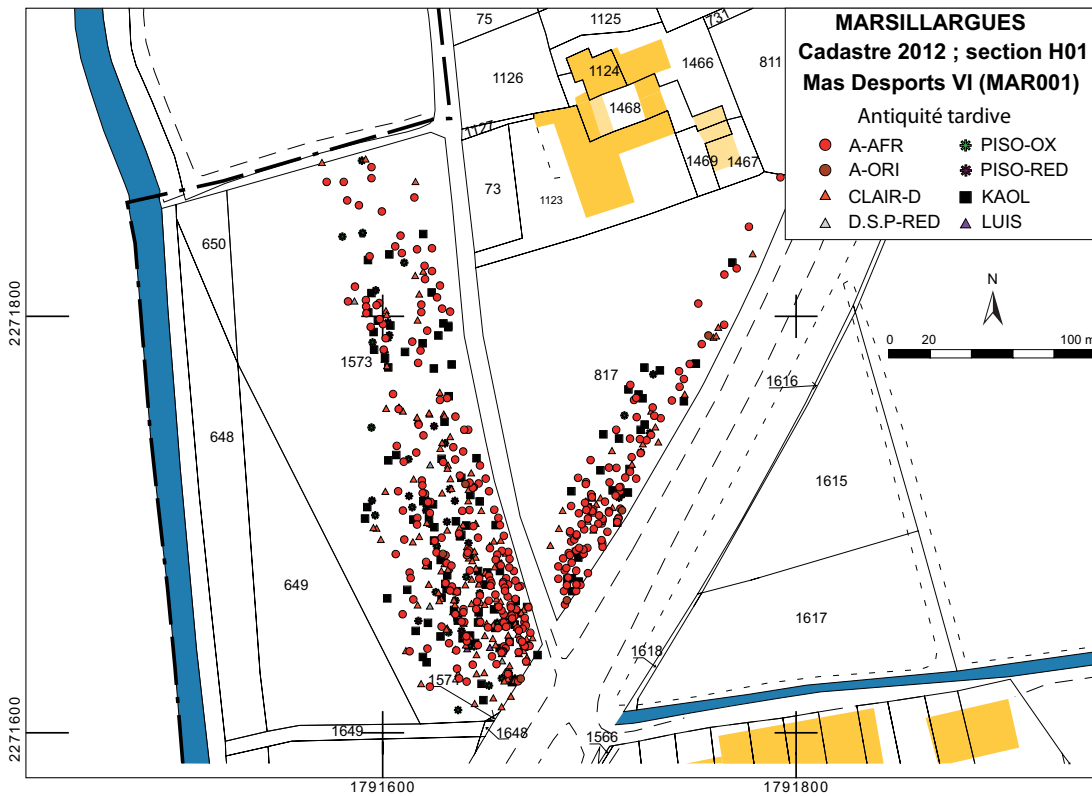 MARSILLARGUES
Cadastre 2012 ; section H01
Mas Desports VI (MAR001)
Antiquité tardive
A-AFR
PISO-OX
A-ORI
PISO-RED
CLAIR-D
KAOL
D.S.P-RED
LUIS
N
0 20 100 m
75
1125
731
1126
1124
1466
811
1468
1127
1469
1467
73
1123
650
1573
817
1616
648
1615
649
1617
1618
1574
1649
1648
1566
2271800
2271600
1791600
1791800